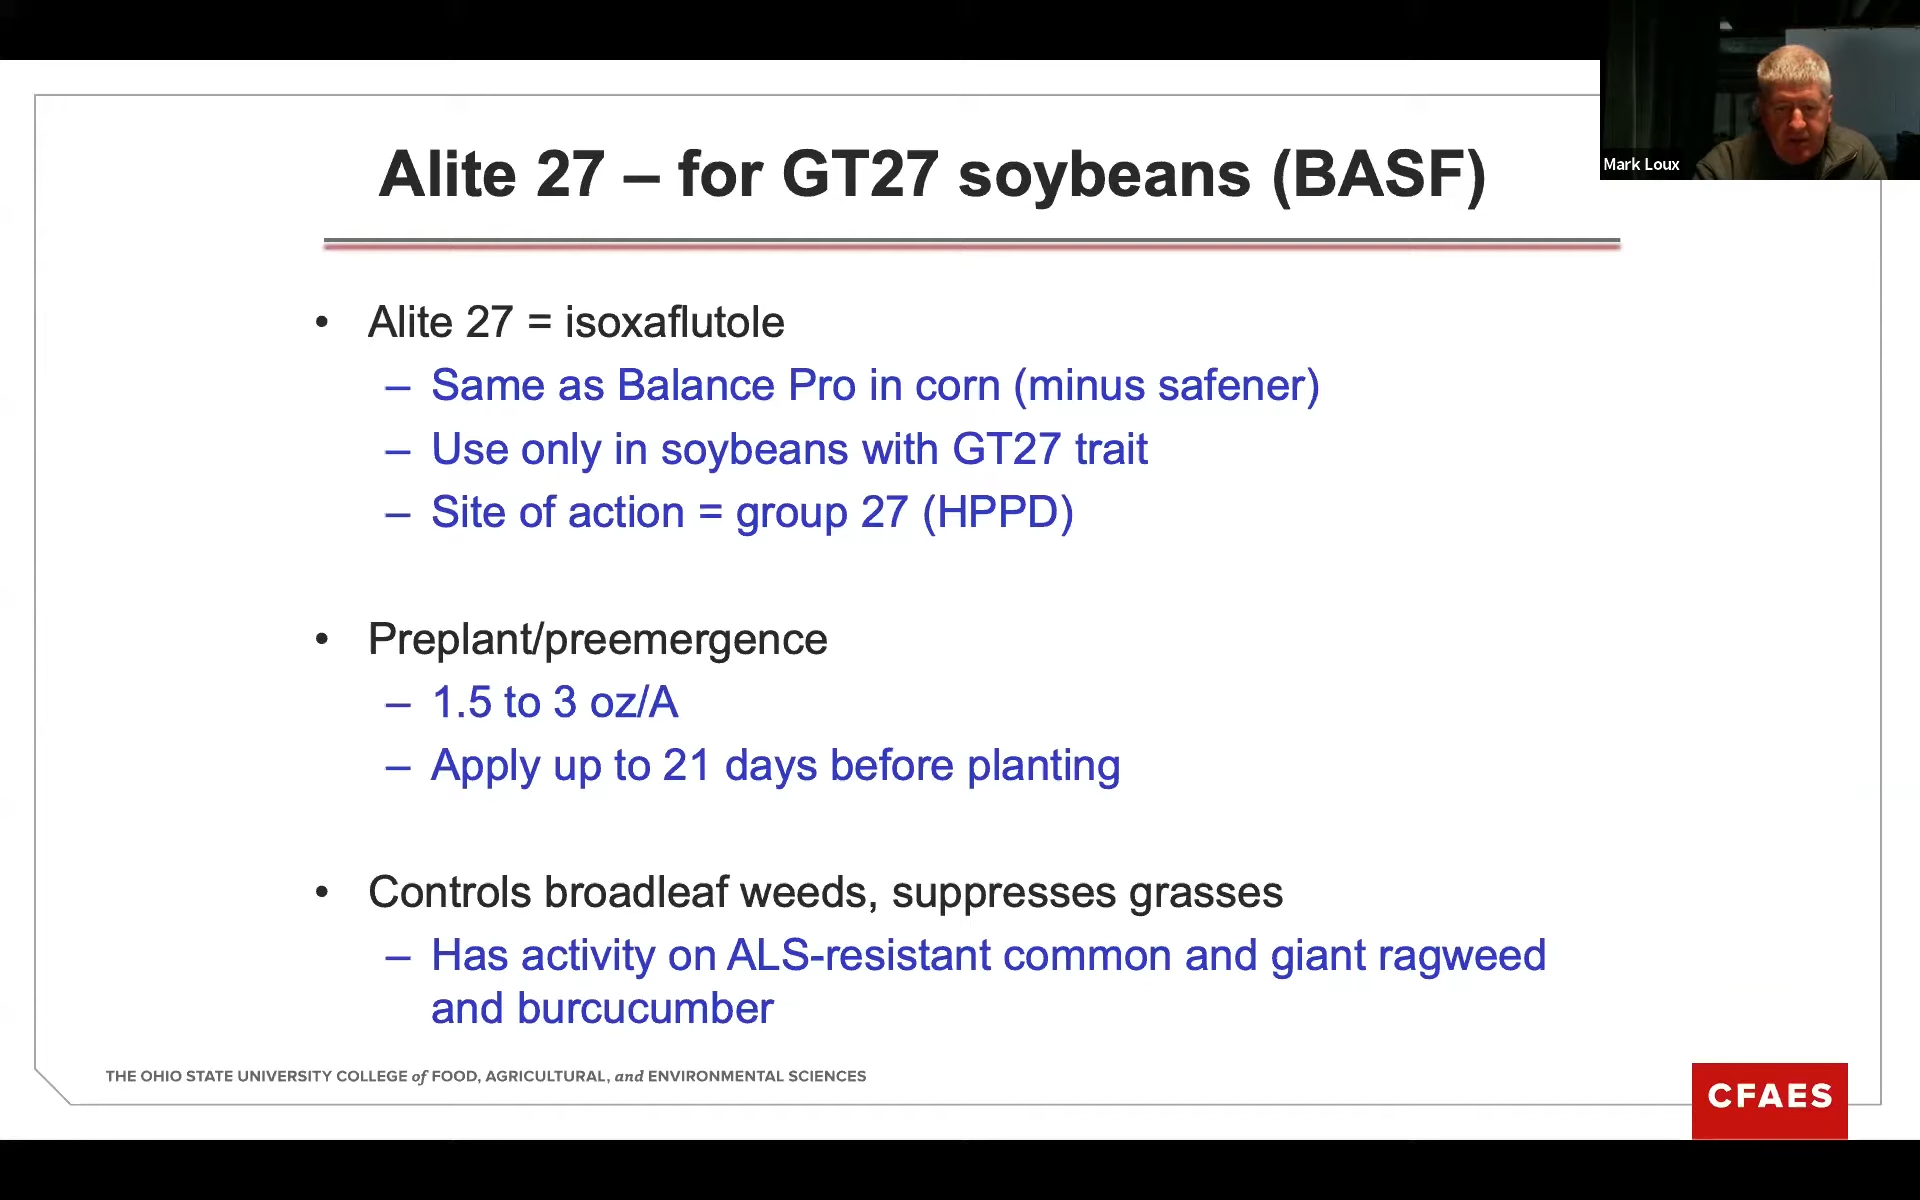 Mark Loux
Alite 27 – for GT27 soybeans (BASF)
• Alite 27 = isoxaflutole
– Same as Balance Pro in corn (minus safener)
– Use only in soybeans with GT27 trait
– Site of action = group 27 (HPPD)
• Preplant/preemergence
– 1.5 to 3 oz/A
– Apply up to 21 days before planting
• Controls broadleaf weeds, suppresses grasses
– Has activity on ALS-resistant common and giant ragweed
and burcucumber
THE OHIO STATE UNIVERSITY COLLEGE of FOOD, AGRICULTURAL, and ENVIRONMENTAL SCIENCES
CFAES